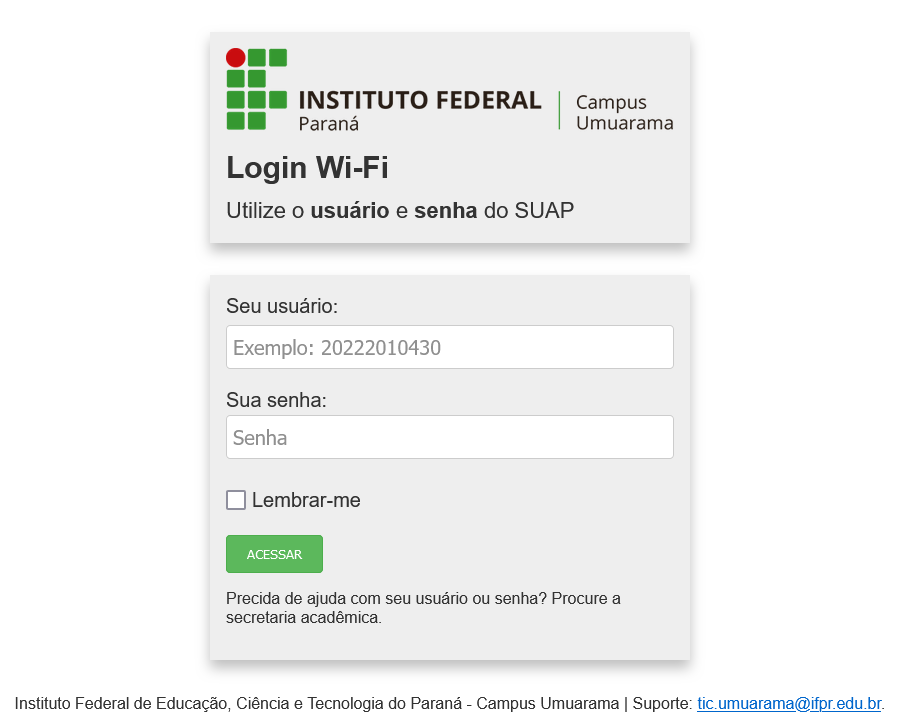 INSTITUTO FEDERAL
Paraná
Campus
Umuarama
Login Wi-Fi
Utilize o usuário e senha do SUAP
Seu usuário:
Exemplo: 20222010430
Sua senha:
Senha
Lembrar-me
ACESSAR
Precida de ajuda com seu usuário ou senha? Procure a
secretaria acadêmica.
Instituto Federal de Educação, Ciência e Tecnologia do Paraná - Campus Umuarama | Suporte: tic.umuarama@ifpr.edu.br.